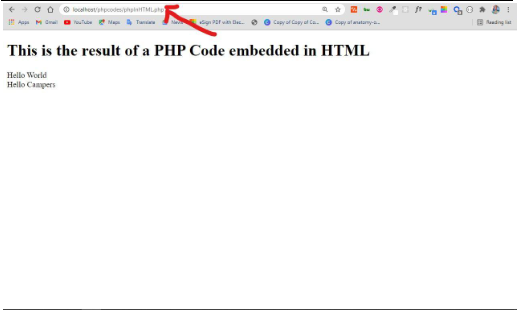 localhost/phpcodes/phpinHTML.php
Apps Gmail YouTube Maps Translate News eSign PDF with Elec... Copy of Copy of Co... Copy of anatomy-o... Reading list
This is the result of a PHP Code embedded in HTML
Hello World
Hello Campers